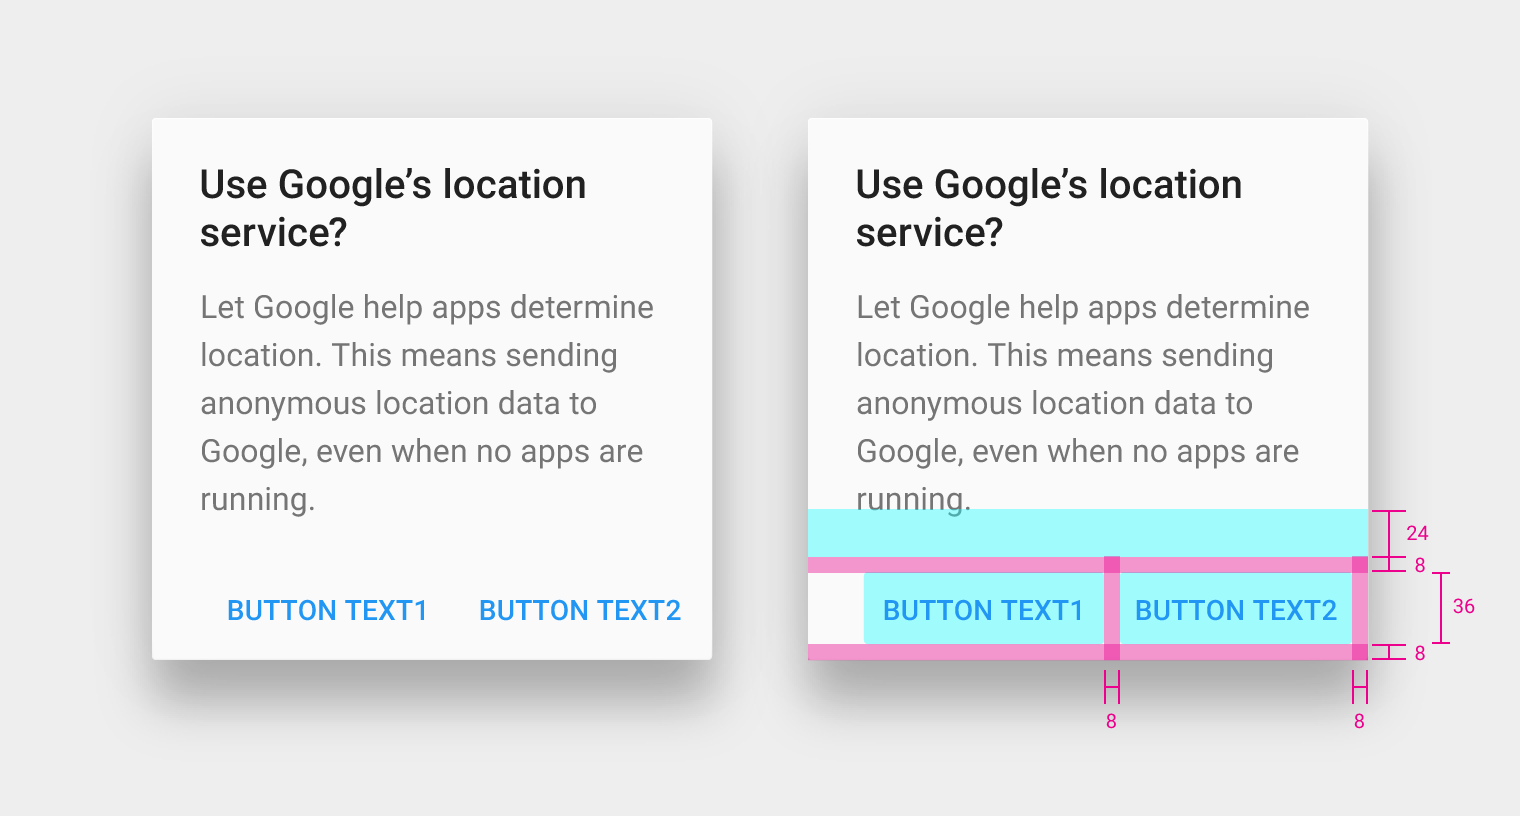 Use Google’s location
service?
Let Google help apps determine
location. This means sending
anonymous location data to
Google, even when no apps are
running.
BUTTON TEXT1 BUTTON TEXT2
Use Google’s location
service?
Let Google help apps determine
location. This means sending
anonymous location data to
Google, even when no apps are
running.
24
8
BUTTON TEXT1 BUTTON TEXT2 36
8
8 8